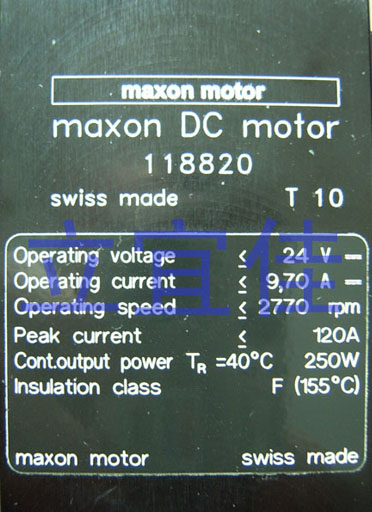 maxon motor
maxon DC motor
118820
swiss made T 10
立宜佳
Operating voltage ≤ 24 V ⎓
Operating current ≤ 9,70 A ⎓
Operating speed ≤ 2770 rpm
Peak current ≤ 120A
Cont.output power TR =40°C 250W
Insulation class F (155°C)
maxon motor swiss made